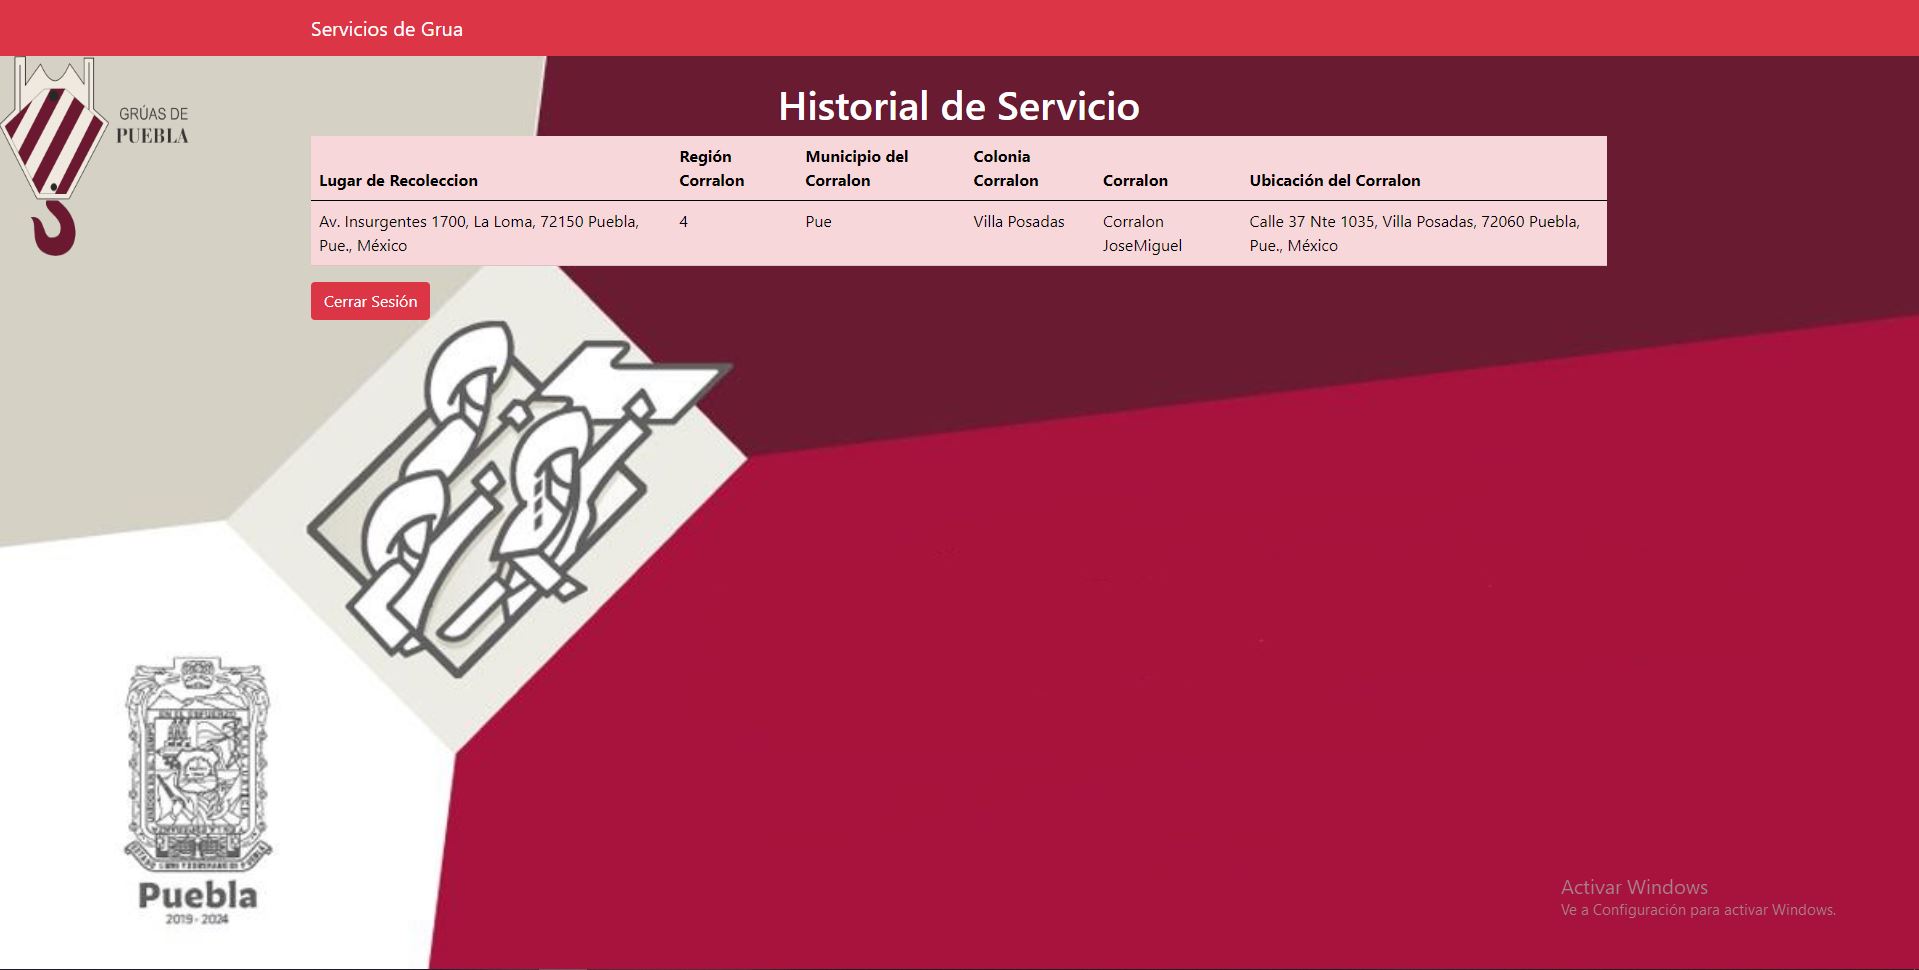 Servicios de Grua
GRÚAS DE
PUEBLA
Historial de Servicio
Lugar de Recoleccion
Región
Corralon
Municipio del
Corralon
Colonia
Corralon
Corralon
Ubicación del Corralon
Av. Insurgentes 1700, La Loma, 72150 Puebla,
Pue., México
4
Pue
Villa Posadas
Corralon
JoseMiguel
Calle 37 Nte 1035, Villa Posadas, 72060 Puebla,
Pue., México
Cerrar Sesión
Puebla
2019 - 2024
Activar Windows
Ve a Configuración para activar Windows.